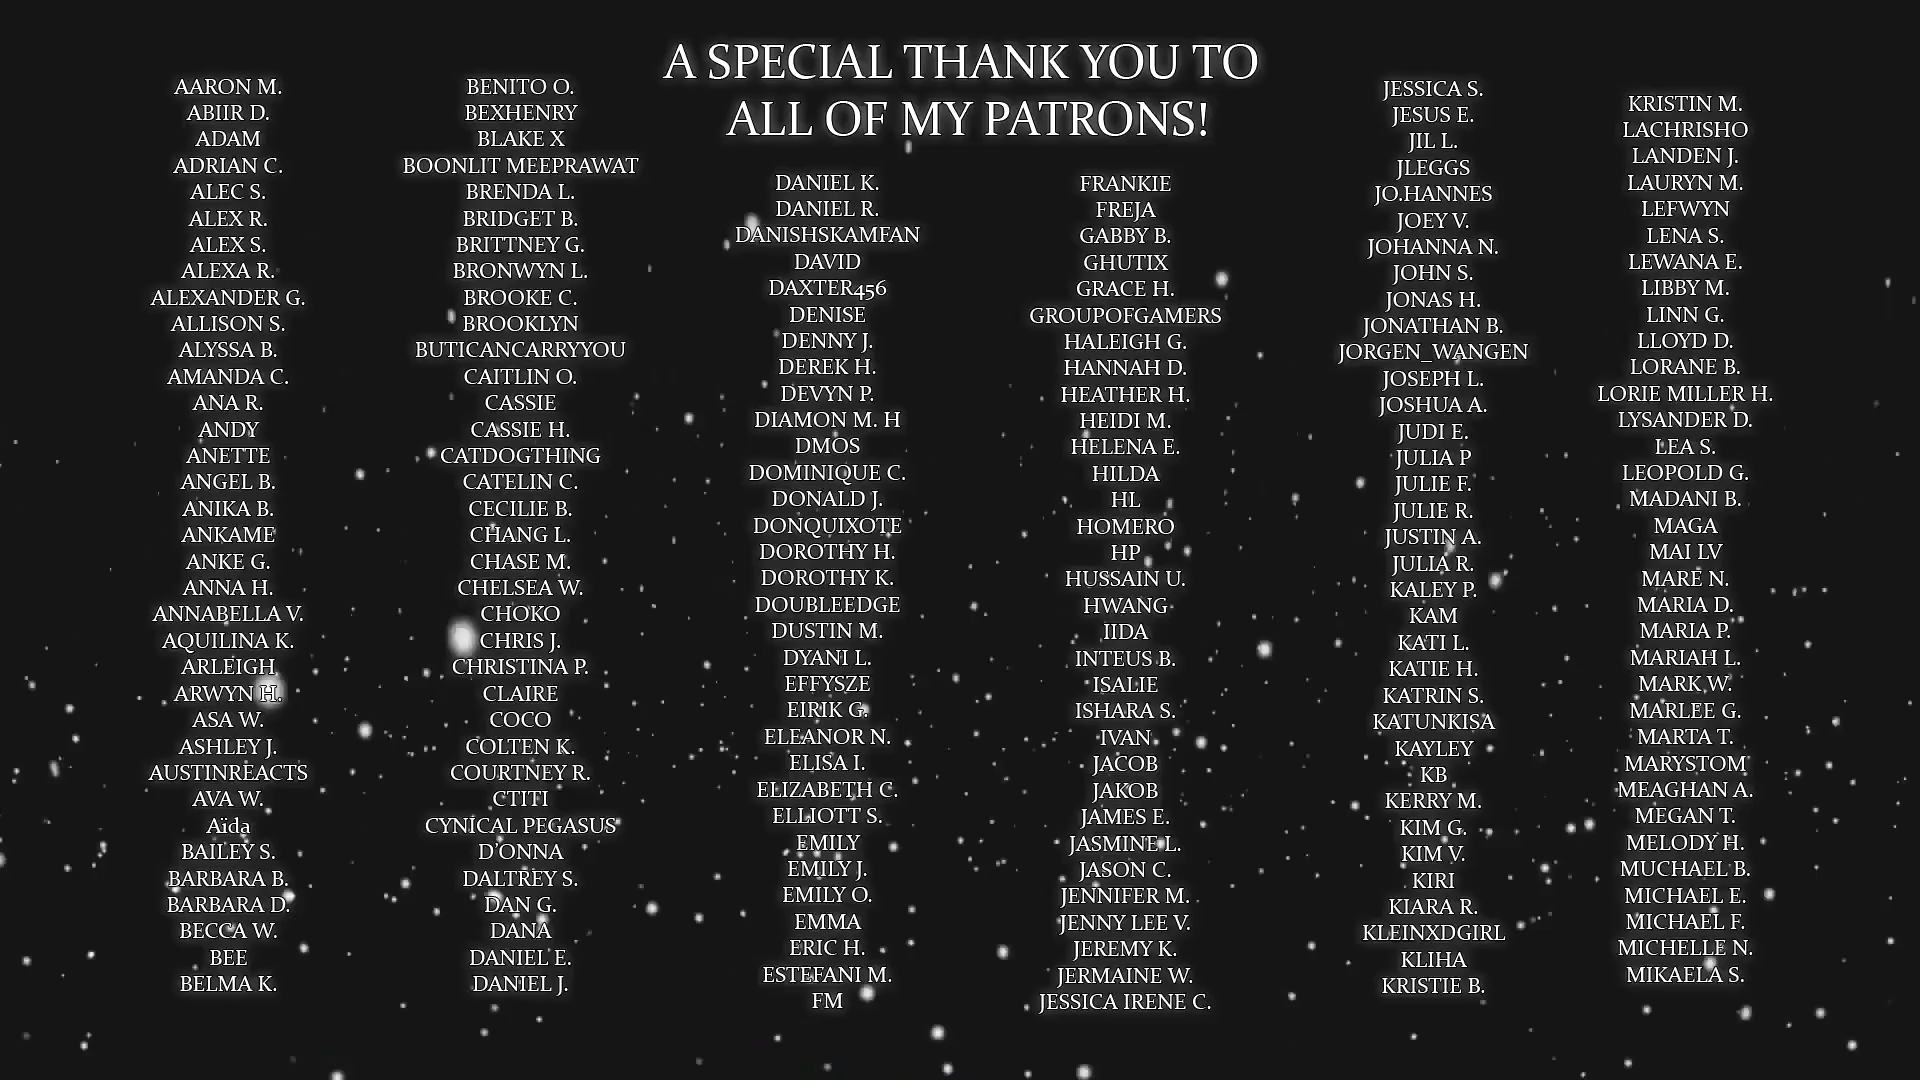 A SPECIAL THANK YOU TO
ALL OF MY PATRONS!
AARON M.
ABIIR D.
ADAM
ADRIAN C.
ALEC S.
ALEX R.
ALEX S.
ALEXA R.
ALEXANDER G.
ALLISON S.
ALYSSA B.
AMANDA C.
ANA R.
ANDY
ANETTE
ANGEL B.
ANIKA B.
ANKAME
ANKE G.
ANNA H.
ANNABELLA V.
AQUILINA K.
ARLEIGH
ARWYN H.
ASA W.
ASHLEY J.
AUSTINREACTS
AVA W.
Aïda
BAILEY S.
BARBARA B.
BARBARA D.
BECCA W.
BEE
BELMA K.
BENITO O.
BEXHENRY
BLAKE X
BOONLIT MEEPRAWAT
BRENDA L.
BRIDGET B.
BRITTNEY G.
BRONWYN L.
BROOKE C.
BROOKLYN
BUTICANCARRYYOU
CAITLIN O.
CASSIE
CASSIE H.
CATDOGTHING
CATELIN C.
CECILIE B.
CHANG L.
CHASE M.
CHELSEA W.
CHOKO
CHRIS J.
CHRISTINA P.
CLAIRE
COCO
COLTEN K.
COURTNEY R.
CTITI
CYNICAL PEGASUS
D'ONNA
DALTREY S.
DAN G.
DANA
DANIEL E.
DANIEL J.
DANIEL K.
DANIEL R.
DANISHSKAMFAN
DAVID
DAXTER456
DENISE
DENNY J.
DEREK H.
DEVYN P.
DIAMON M. H
DMOS
DOMINIQUE C.
DONALD J.
DONQUIXOTE
DOROTHY H.
DOROTHY K.
DOUBLEEDGE
DUSTIN M.
DYANI L.
EFFYSZE
EIRIK G.
ELEANOR N.
ELISA I.
ELIZABETH C.
ELLIOTT S.
EMILY
EMILY J.
EMILY O.
EMMA
ERIC H.
ESTEFANI M.
FM
FRANKIE
FREJA
GABBY B.
GHUTIX
GRACE H.
GROUPOFGAMERS
HALEIGH G.
HANNAH D.
HEATHER H.
HEIDI M.
HELENA E.
HILDA
HL
HOMERO
HP
HUSSAIN U.
HWANG
IIDA
INTEUS B.
ISALIE
ISHARA S.
IVAN
JACOB
JAKOB
JAMES E.
JASMINE L.
JASON C.
JENNIFER M.
JENNY LEE V.
JEREMY K.
JERMAINE W.
JESSICA IRENE C.
JESSICA S.
JESUS E.
JIL L.
JLEGGS
JO.HANNES
JOEY V.
JOHANNA N.
JOHN S.
JONAS H.
JONATHAN B.
JORGEN_WANGEN
JOSEPH L.
JOSHUA A.
JUDI E.
JULIA P
JULIE F.
JULIE R.
JUSTIN A.
JULIA R.
KALEY P.
KAM
KATI L.
KATIE H.
KATRIN S.
KATUNKISA
KAYLEY
KB
KERRY M.
KIM G.
KIM V.
KIRI
KIARA R.
KLEINXDGIRL
KLIHA
KRISTIE B.
KRISTIN M.
LACHRISHO
LANDEN J.
LAURYN M.
LEFWYN
LENA S.
LEWANA E.
LIBBY M.
LINN G.
LLOYD D.
LORANE B.
LORIE MILLER H.
LYSANDER D.
LEA S.
LEOPOLD G.
MADANI B.
MAGA
MAI LV
MARE N.
MARIA D.
MARIA P.
MARIAH L.
MARK W.
MARLEE G.
MARTA T.
MARYSTOM
MEAGHAN A.
MEGAN T.
MELODY H.
MUCHAEL B.
MICHAEL E.
MICHAEL F.
MICHELLE N.
MIKAELA S.